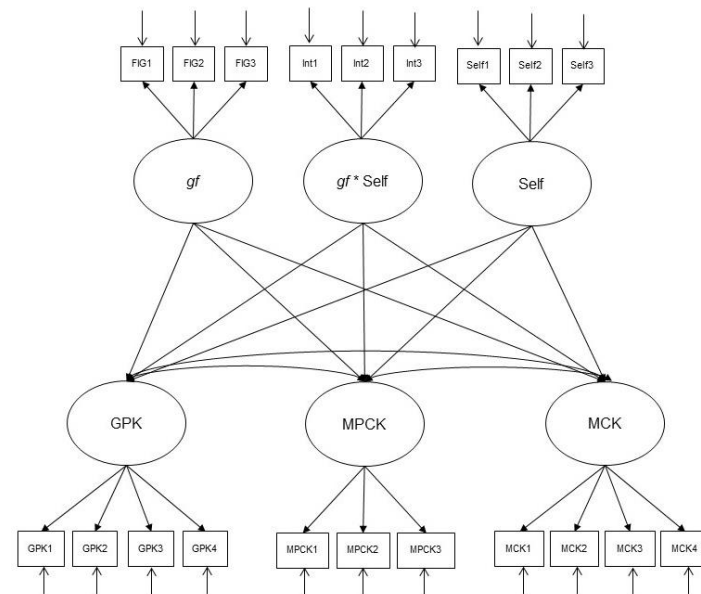 FIG1 FIG2 FIG3 Int1 Int2 Int3 Self1 Self2 Self3
gf gf * Self Self
GPK MPCK MCK
GPK1 GPK2 GPK3 GPK4 MPCK1 MPCK2 MPCK3 MCK1 MCK2 MCK3 MCK4